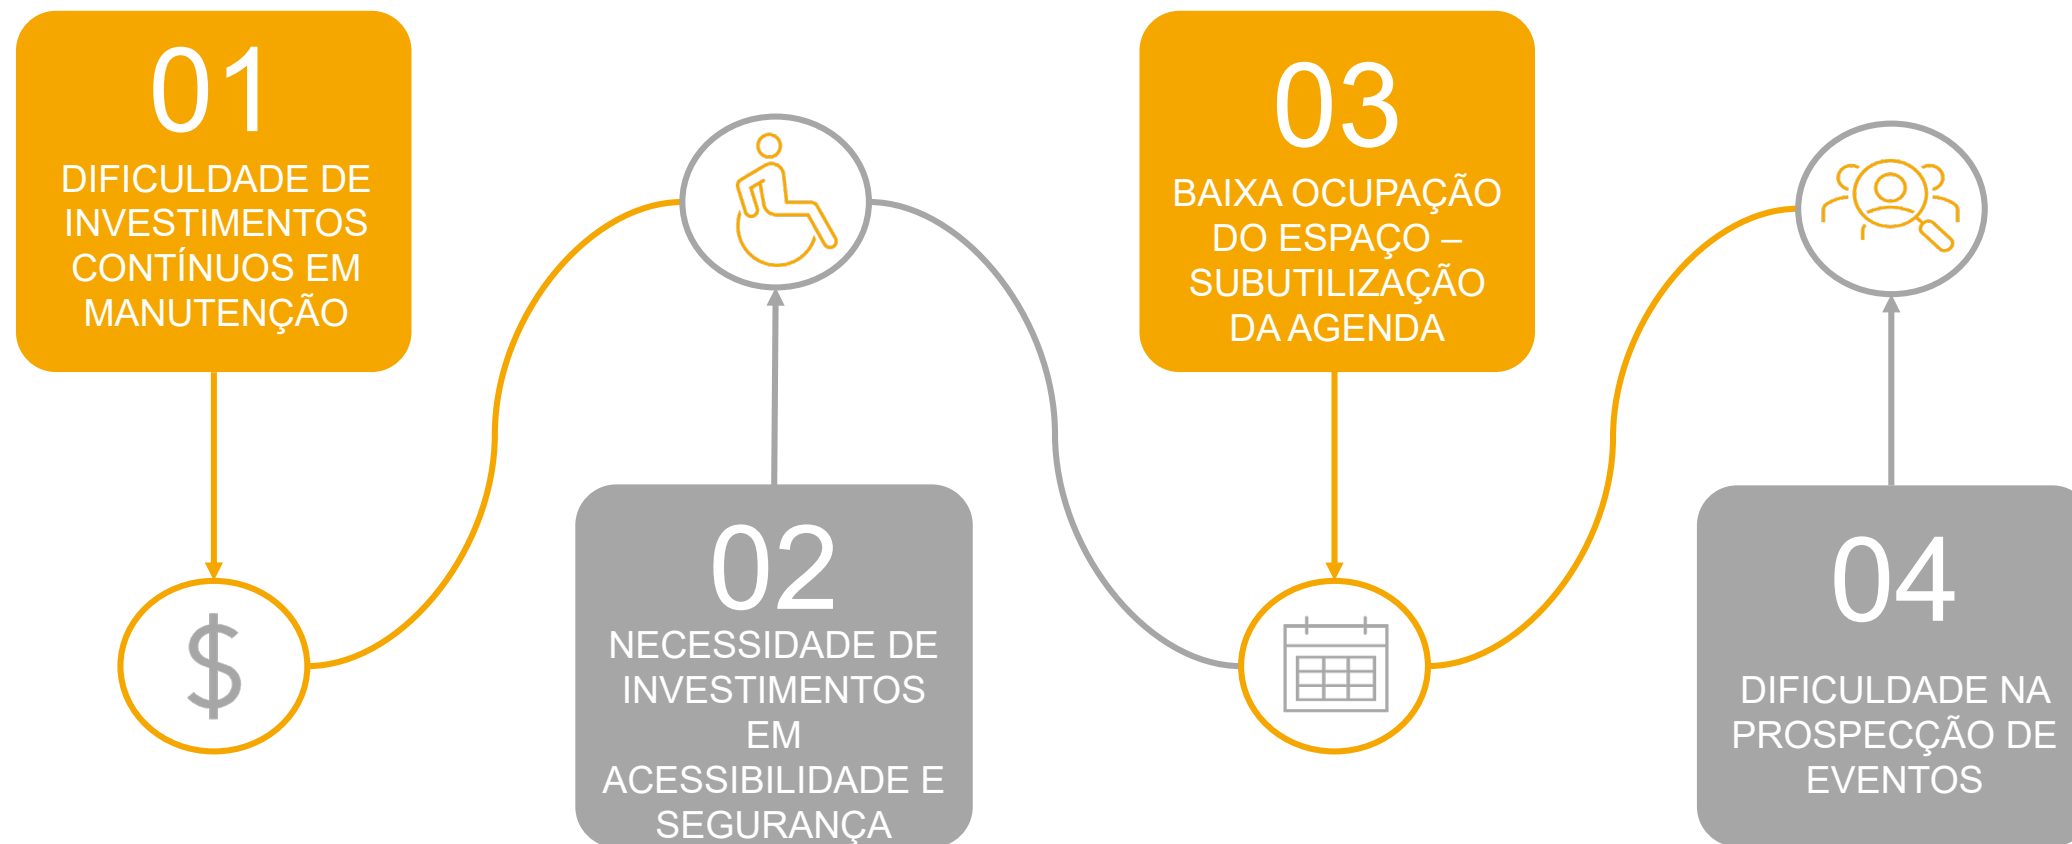 01
DIFICULDADE DE
INVESTIMENTOS
CONTÍNUOS EM
MANUTENÇÃO
02
NECESSIDADE DE
INVESTIMENTOS
EM
ACESSIBILIDADE E
SEGURANÇA
03
BAIXA OCUPAÇÃO
DO ESPAÇO –
SUBUTILIZAÇÃO
DA AGENDA
04
DIFICULDADE NA
PROSPECÇÃO DE
EVENTOS